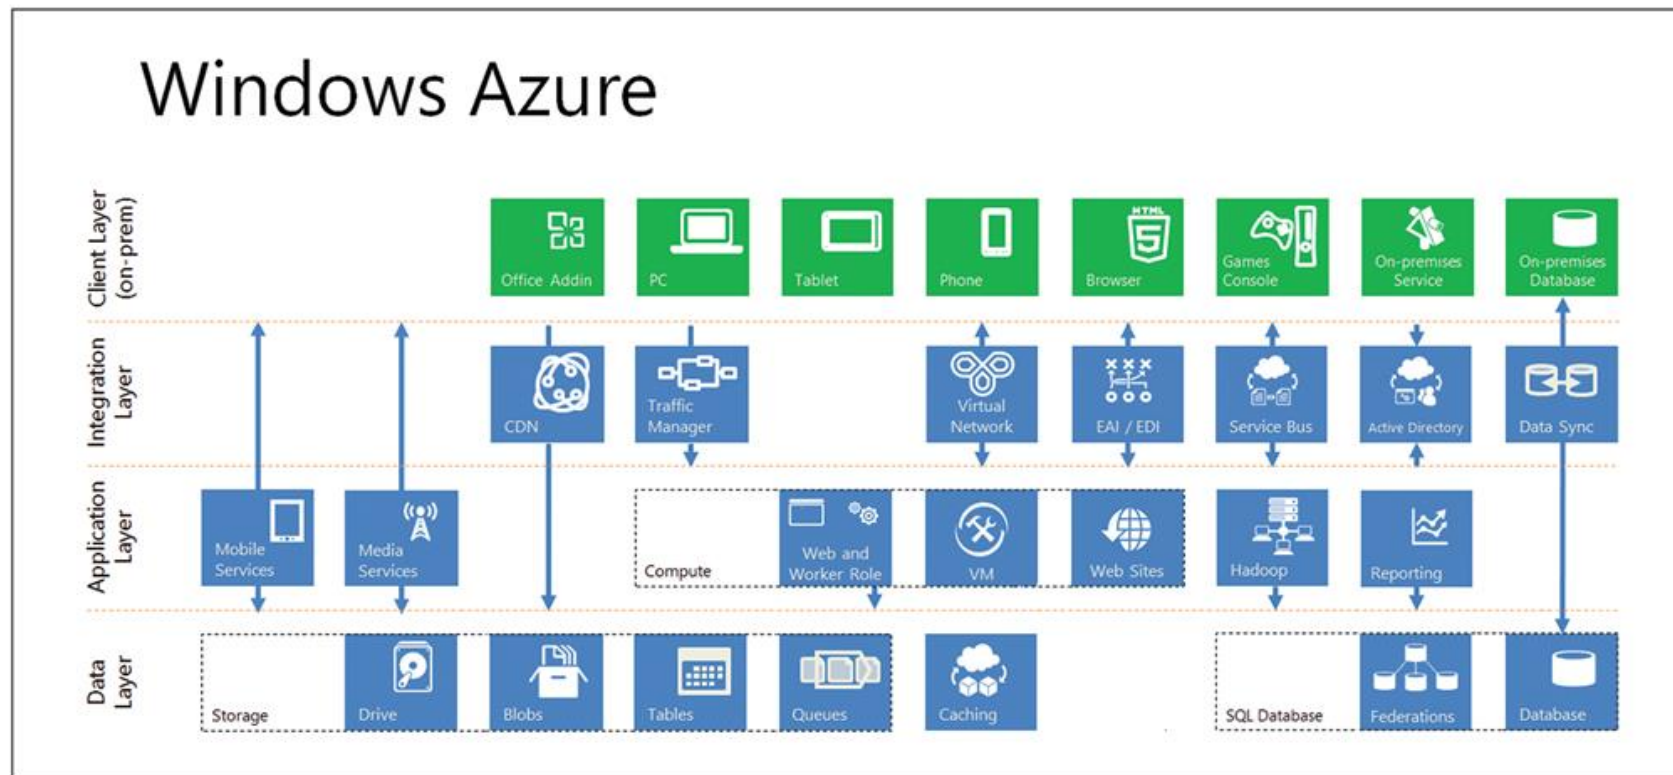 Windows Azure
Client Layer
(on-prem)
Office Addin
PC
Tablet
Phone
HTML
5
Browser
Games
Console
On-premises
Service
On-premises
Database
Integration
Layer
CDN
Traffic
Manager
Virtual
Network
EAI / EDI
Service Bus
Active Directory
Data Sync
Application
Layer
Mobile
Services
Media
Services
Compute
Web and
Worker Role
VM
Web Sites
Hadoop
Reporting
Data
Layer
Storage
Drive
Blobs
Tables
Queues
Caching
SQL Database
Federations
Database